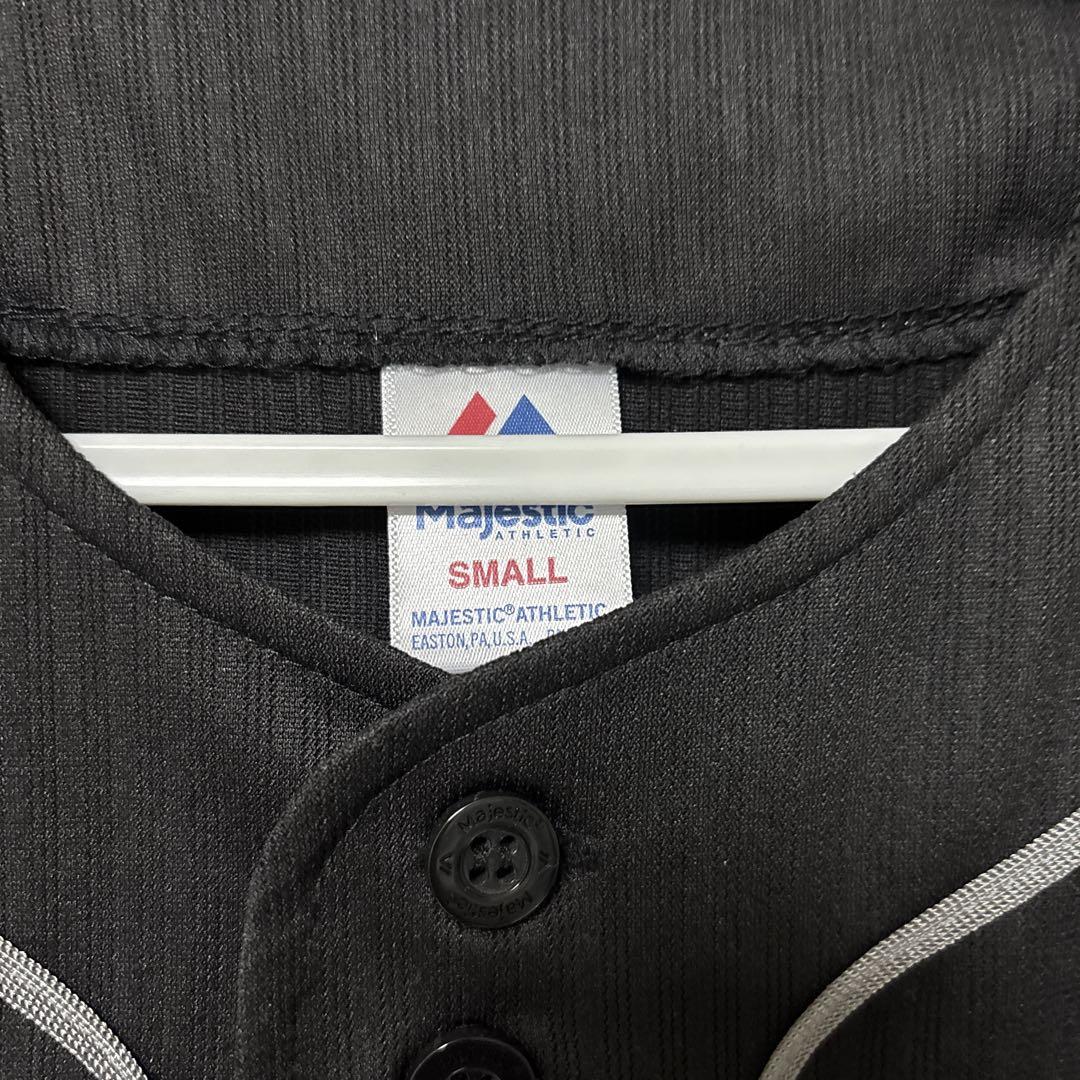 Majestic
ATHLETIC
SMALL
MAJESTIC® ATHLETIC
EASTON, PA, U.S.A.
Majestic
Majestic